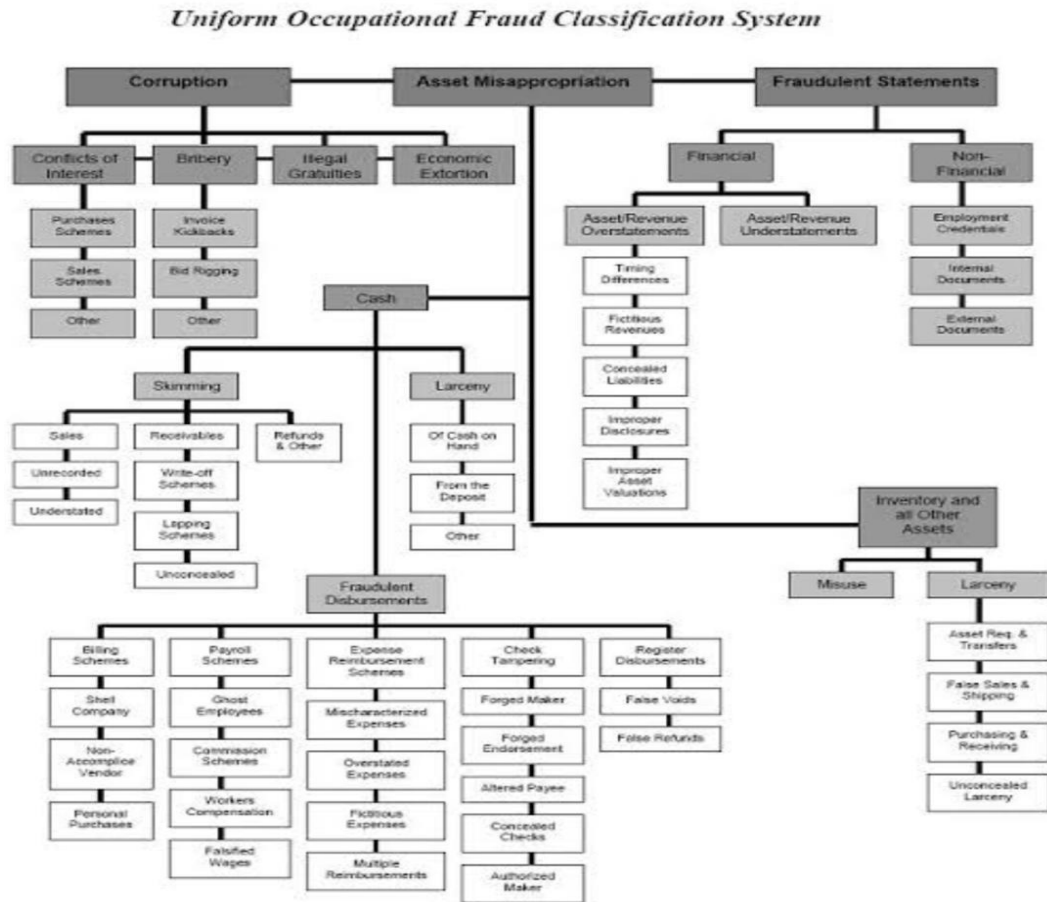 Uniform Occupational Fraud Classification System
Corruption
Asset Misappropriation
Fraudulent Statements
Conflicts of
Interest
Bribery
Illegal
Gratuities
Economic
Extortion
Financial
Non-
Financial
Purchases
Schemes
Sales
Schemes
Other
Invoice
Kickbacks
Bid Rigging
Other
Asset/Revenue
Overstatements
Asset/Revenue
Understatements
Employment
Credentials
Internal
Documents
External
Documents
Timing
Differences
Fictitious
Revenues
Concealed
Liabilities
Improper
Disclosures
Improper
Asset
Valuations
Cash
Skimming
Larceny
Sales
Unrecorded
Understated
Receivables
Write-off
Schemes
Lapping
Schemes
Unconcealed
Refunds
& Other
Of Cash on
Hand
From the
Deposit
Other
Inventory and
all Other
Assets
Misuse
Larceny
Asset Req. &
Transfers
False Sales &
Shipping
Purchasing &
Receiving
Unconcealed
Larceny
Fraudulent
Disbursements
Billing
Schemes
Shell
Company
Non-
Accomplice
Vendor
Personal
Purchases
Payroll
Schemes
Ghost
Employees
Commission
Schemes
Workers
Compensation
Falsified
Wages
Expense
Reimbursement
Schemes
Mischaracterized
Expenses
Overstated
Expenses
Fictitious
Expenses
Multiple
Reimbursements
Check
Tampering
Forged Maker
Forged
Endorsement
Altered Payee
Concealed
Checks
Authorized
Maker
Register
Disbursements
False Voids
False Refunds